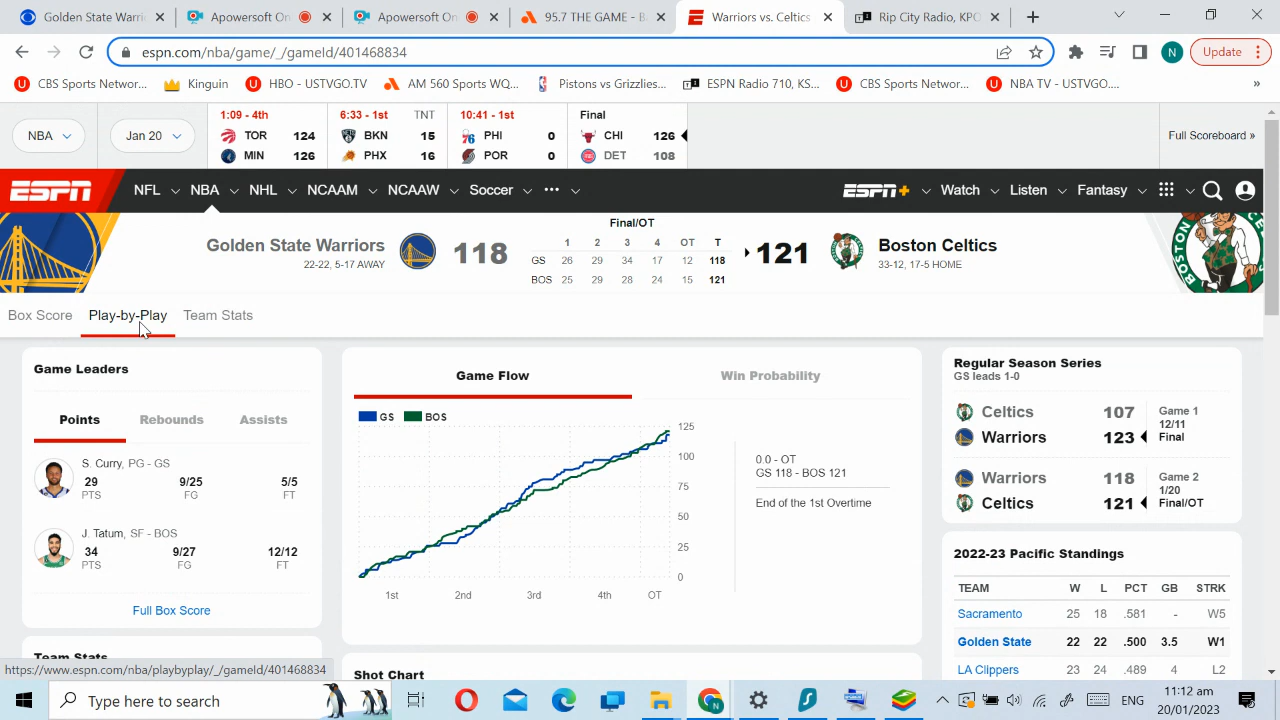 Golden State Warri
Apowersoft On
Apowersoft On
95.7 THE GAME - B
Warriors vs. Celtics
Rip City Radio, KPO
espn.com/nba/game/_/gameId/401468834
N
Update
CBS Sports Networ...
Kinguin
HBO - USTVGO.TV
AM 560 Sports WQ...
Pistons vs Grizzlies...
ESPN Radio 710, KS...
CBS Sports Networ...
NBA TV - USTVGO....
»
NBA
Jan 20
1:09 - 4th
TOR 124
MIN 126
6:33 - 1st TNT
BKN 15
PHX 16
10:41 - 1st
PHI 0
POR 0
Final
CHI 126
DET 108
Full Scoreboard »
ESPN NFL NBA NHL NCAAM NCAAW Soccer ••• ESPN+ Watch Listen Fantasy
Golden State Warriors
22-22, 5-17 AWAY
118
Final/OT
1 2 3 4 OT T
GS 26 29 34 17 12 118
BOS 25 29 28 24 15 121
121
Boston Celtics
33-12, 17-5 HOME
BOSTON CELTICS
Box Score Play-by-Play Team Stats
Game Leaders
Points Rebounds Assists
S. Curry, PG - GS
29 9/25 5/5
PTS FG FT
J. Tatum, SF - BOS
34 9/27 12/12
PTS FG FT
Full Box Score
Team Stats
Game Flow Win Probability
GS BOS
125
100
75
50
25
0
1st 2nd 3rd 4th OT
0.0 - OT
GS 118 - BOS 121
End of the 1st Overtime
Shot Chart
Regular Season Series
GS leads 1-0
Celtics 107
Warriors 123
Game 1
12/11
Final
Warriors 118
Celtics 121
Game 2
1/20
Final/OT
2022-23 Pacific Standings
TEAM W L PCT GB STRK
Sacramento 25 18 .581 - W5
Golden State 22 22 .500 3.5 W1
LA Clippers 23 24 .489 4 L2
https://www.espn.com/nba/playbyplay/_/gameId/401468834
Type here to search
ENG
11:12 am
20/01/2023